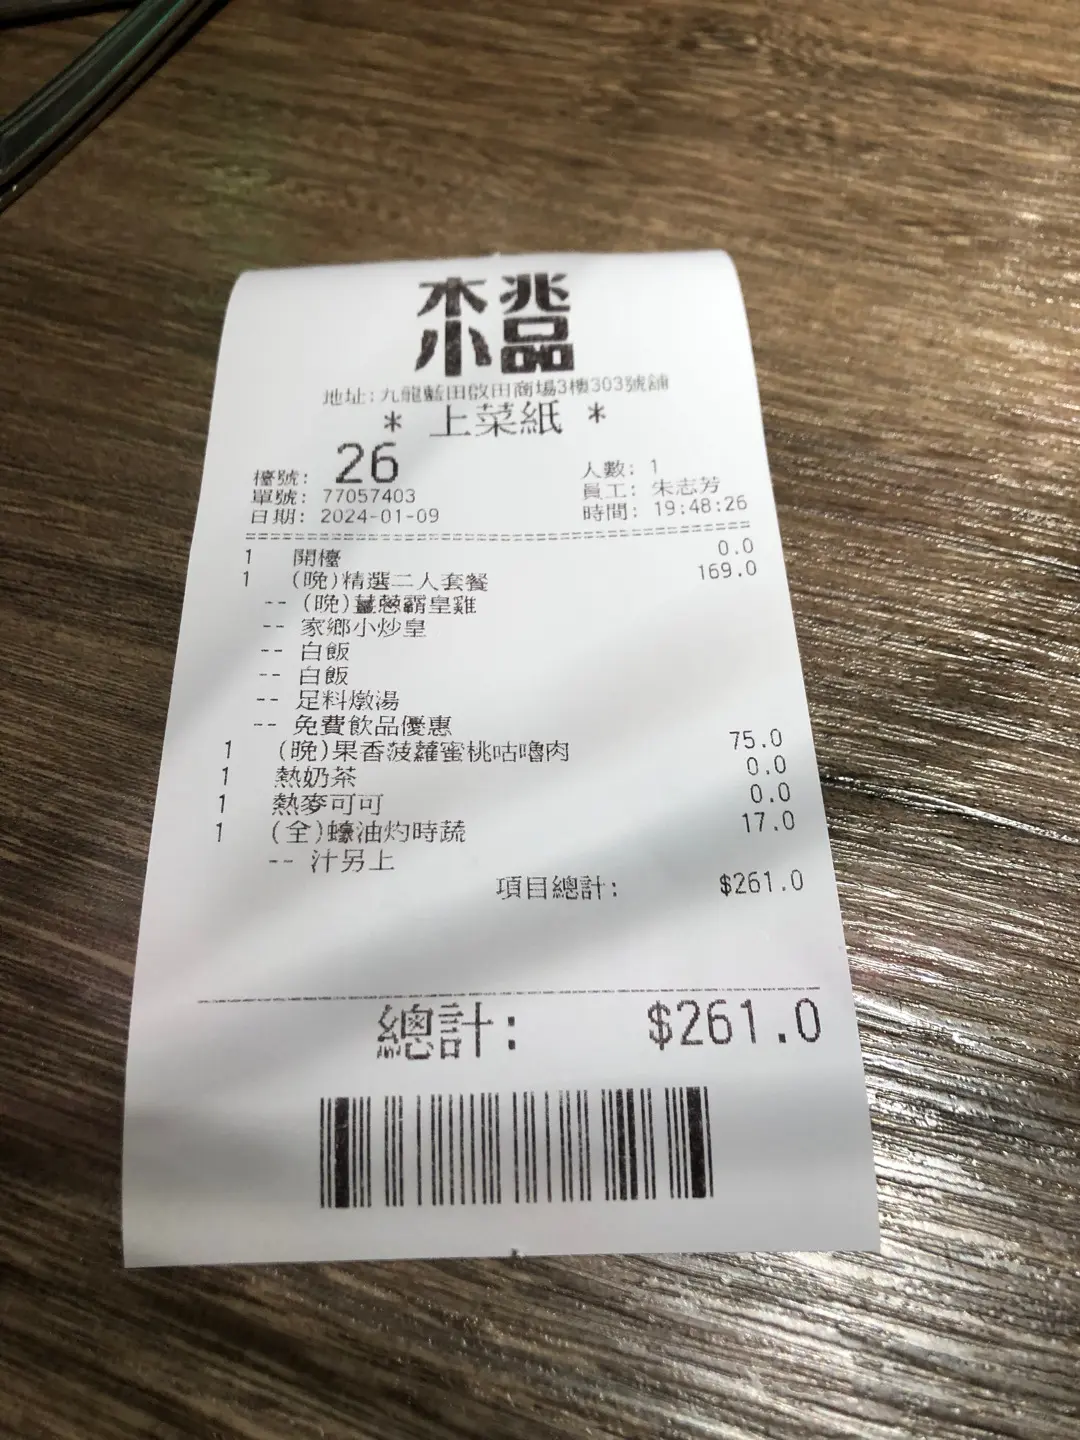 木兆
小品
地址:九龍藍田啟田商場3樓303號舖
* 上菜紙 *
檯號: 26 人數: 1
單號: 77057403 員工: 朱志芳
日期: 2024-01-09 時間: 19:48:26
1 開檯 0.0
1 (晚)精選二人套餐 169.0
-- (晚)薑蔥霸皇雞
-- 家鄉小炒皇
-- 白飯
-- 白飯
-- 足料燉湯
-- 免費飲品優惠
1 (晚)果香菠蘿蜜桃咕嚕肉 75.0
1 熱奶茶 0.0
1 熱麥可可 0.0
1 (全)蠔油灼時蔬 17.0
-- 汁另上
項目總計: $261.0
總計: $261.0